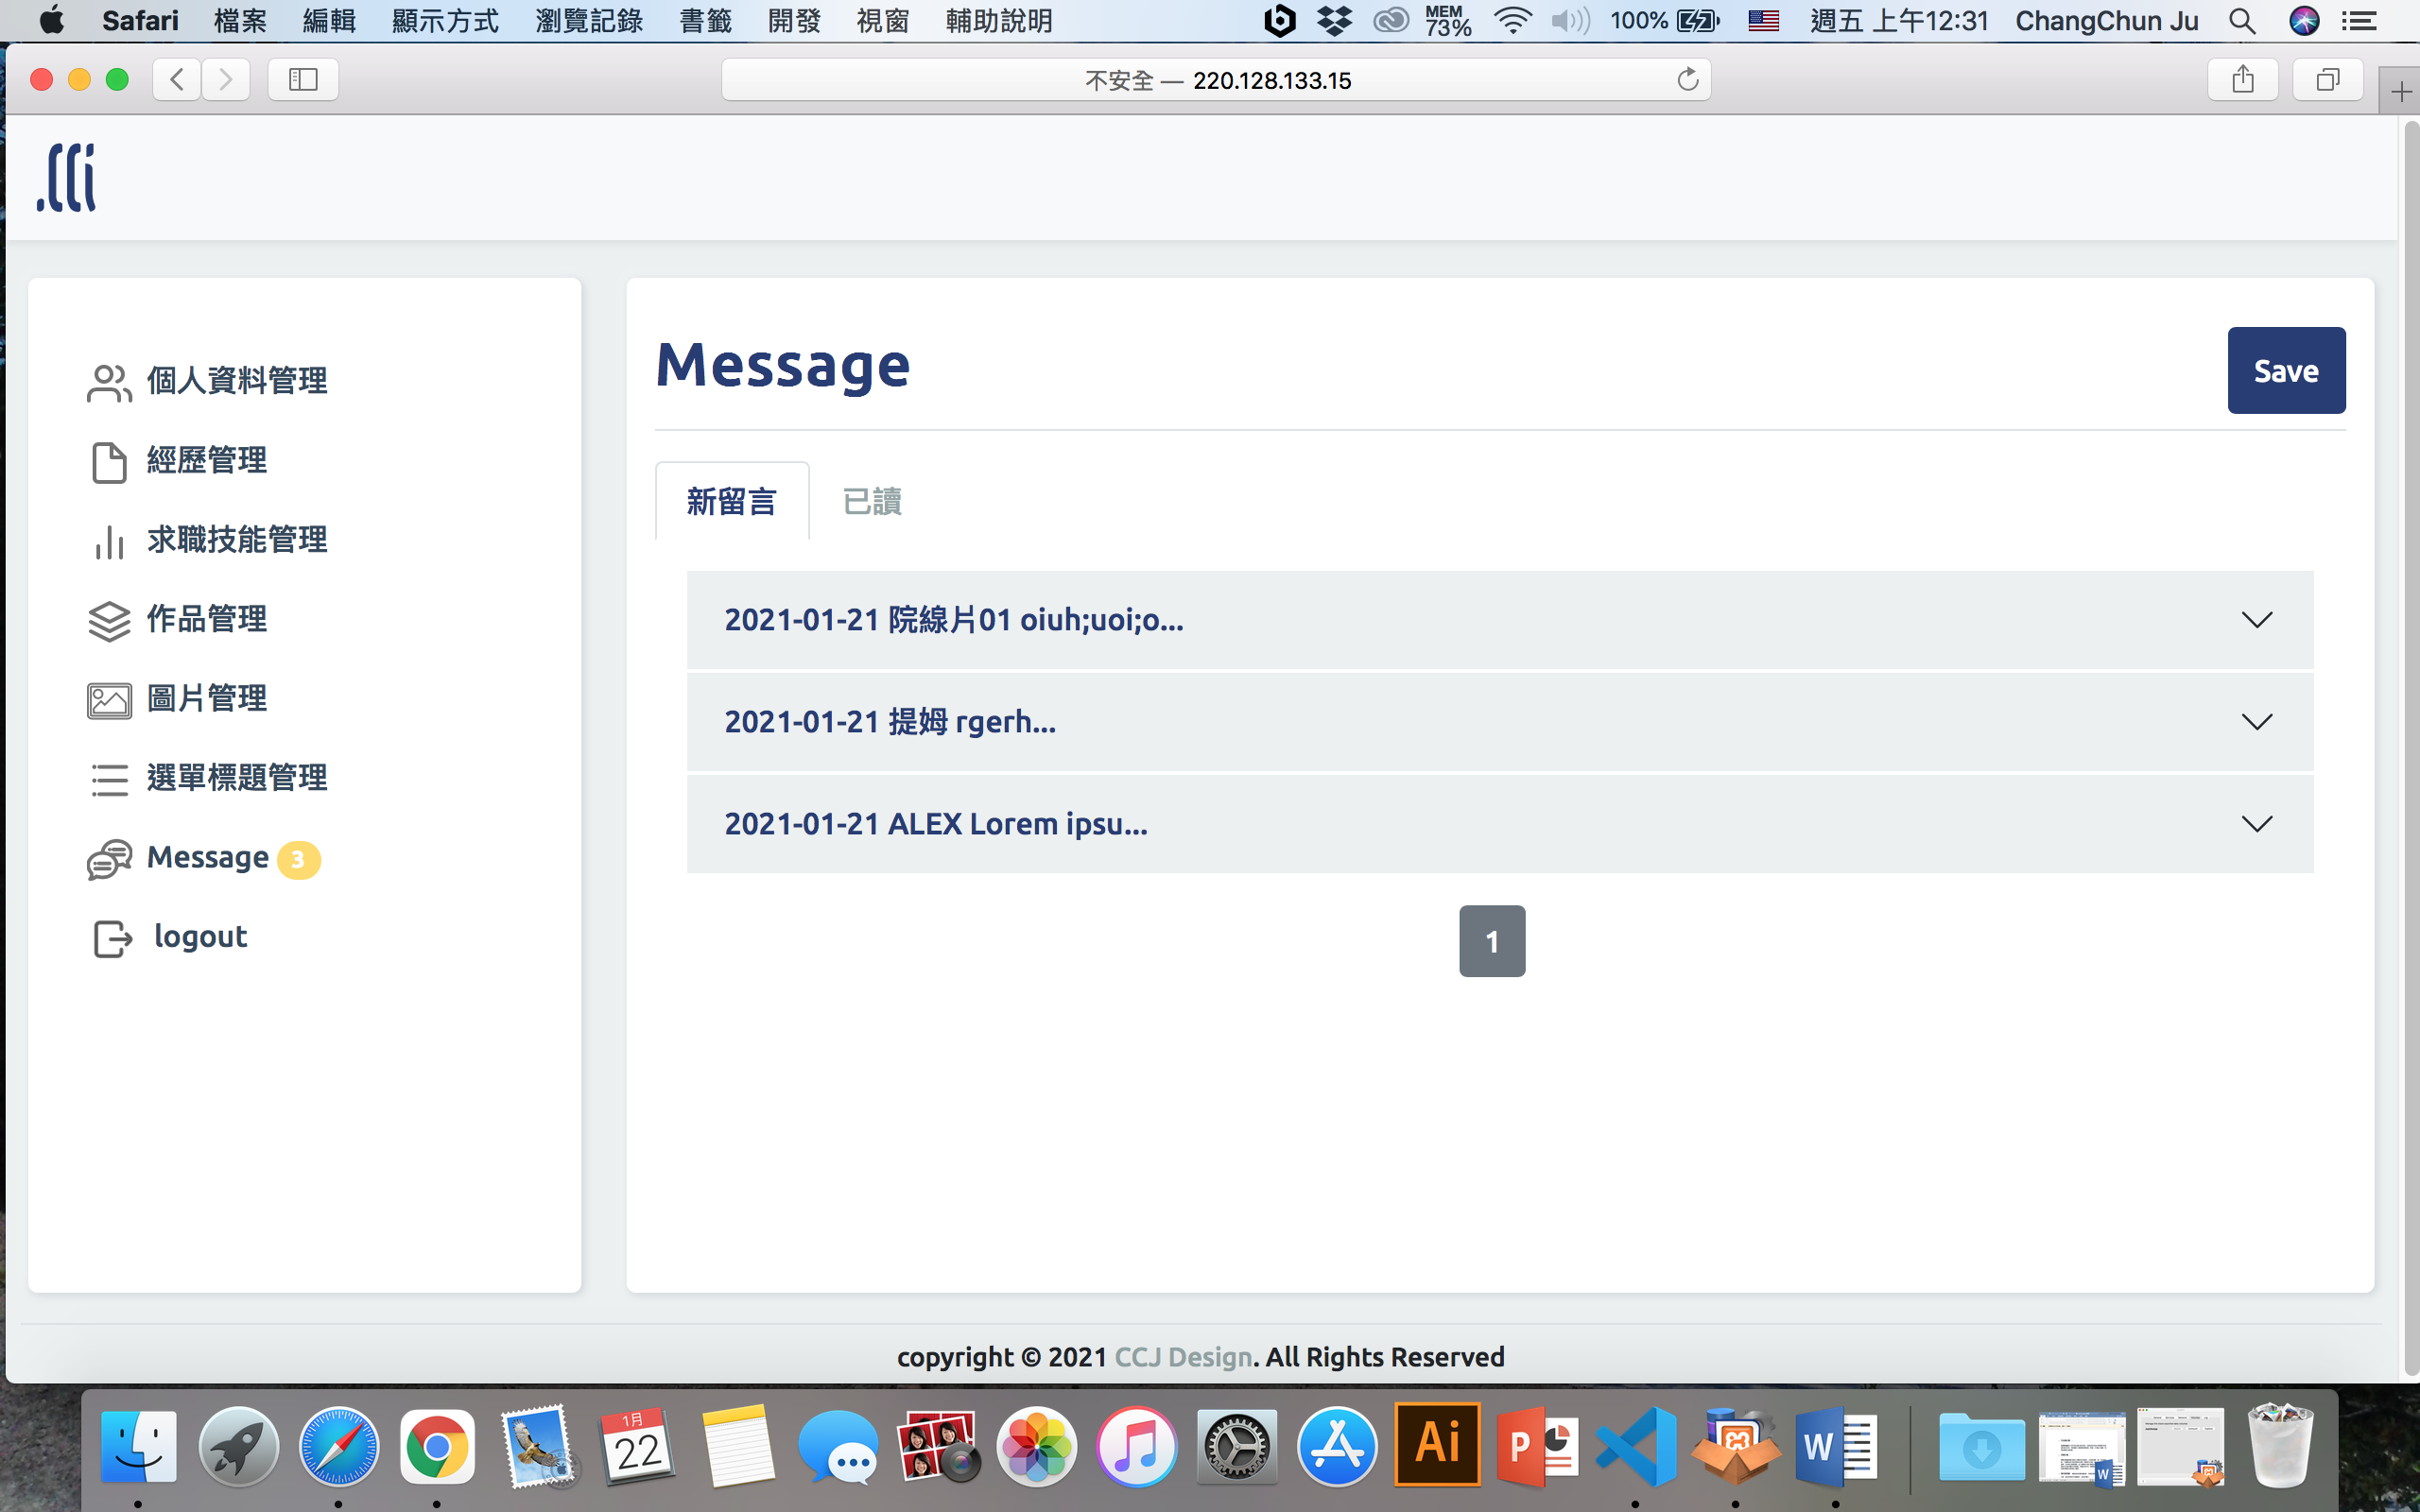 Safari 檔案 編輯 顯示方式 瀏覽記錄 書籤 開發 視窗 輔助說明 MEM 73% 100% 週五 上午12:31 ChangChun Ju
不安全 — 220.128.133.15
.CCj
Message
Save
個人資料管理
經歷管理
求職技能管理
作品管理
圖片管理
選單標題管理
Message 3
logout
新留言 已讀
2021-01-21 院線片01 oiuh;uoi;o...
2021-01-21 提姆 rgerh...
2021-01-21 ALEX Lorem ipsu...
1
copyright © 2021 CCJ Design. All Rights Reserved
1月
22
Ai
P
W
W